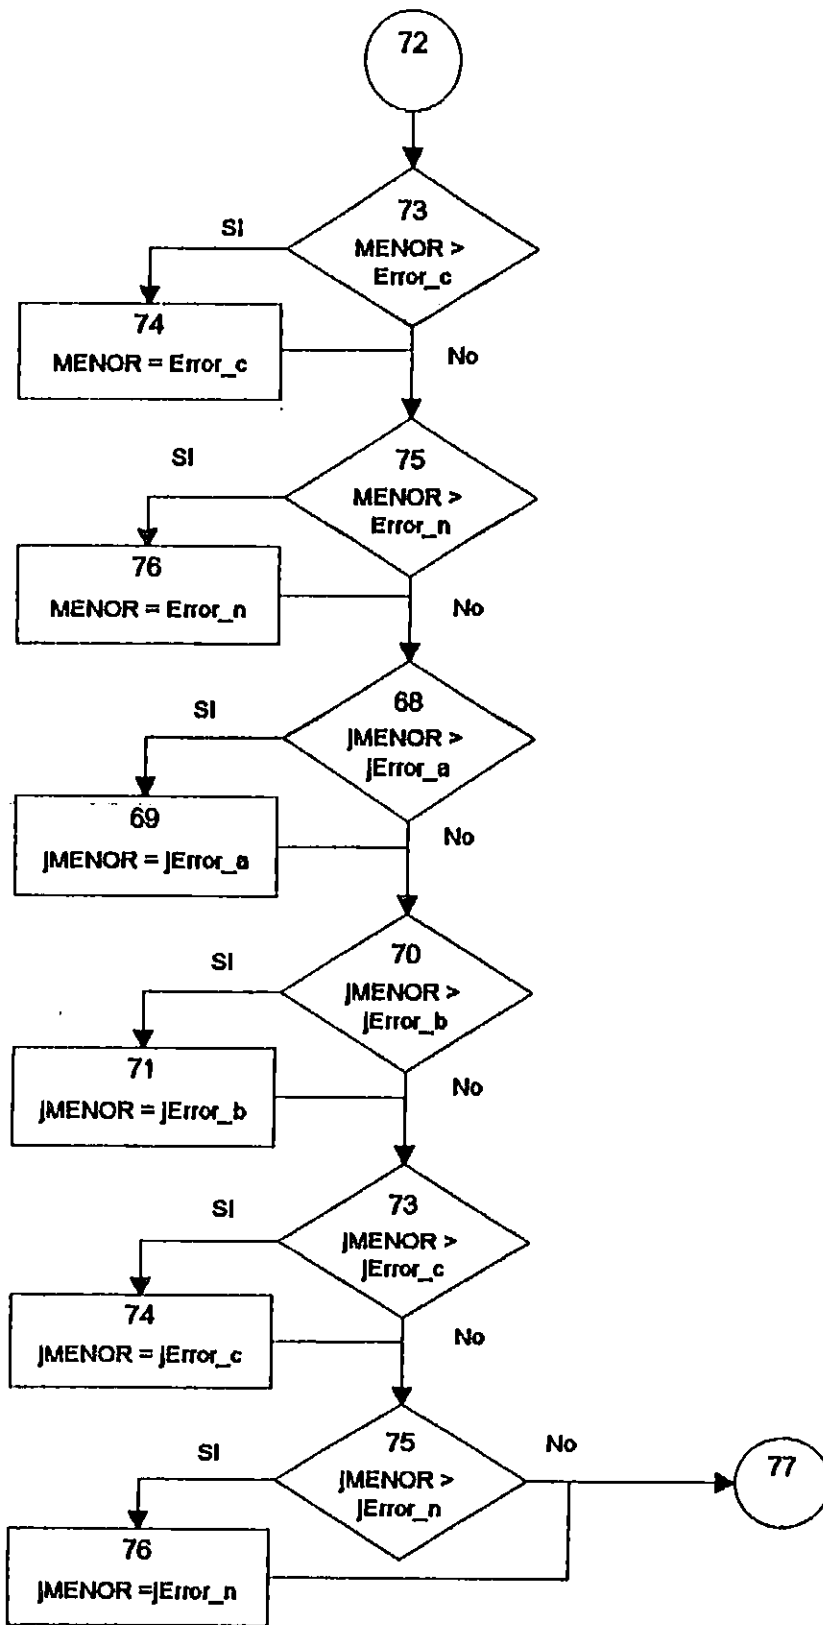 72
73
MENOR >
Error_c
SI
74
MENOR = Error_c
No
75
MENOR >
Error_n
SI
76
MENOR = Error_n
No
68
jMENOR >
jError_a
SI
69
jMENOR = jError_a
No
70
jMENOR >
jError_b
SI
71
jMENOR = jError_b
No
73
jMENOR >
jError_c
SI
74
jMENOR = jError_c
No
75
jMENOR >
jError_n
SI
No
77
76
jMENOR =jError_n